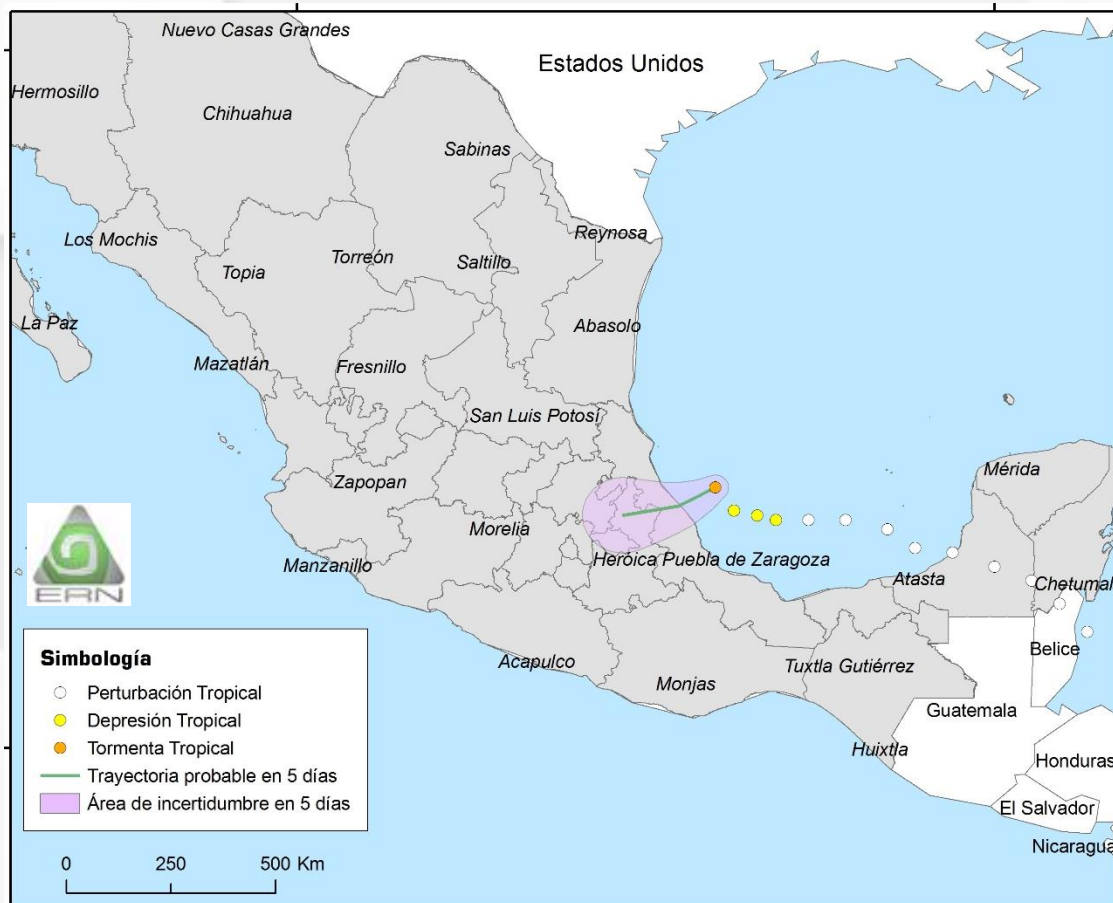 Nuevo Casas Grandes
Estados Unidos
Hermosillo
Chihuahua
Sabinas
Reynosa
Los Mochis
Topia
Torreón
Saltillo
La Paz
Abasolo
Mazatlán
Fresnillo
San Luis Potosí
Mérida
Zapopan
Morelia
Heróica Puebla de Zaragoza
Manzanillo
Atasta
Chetumal
ERN
Belice
Acapulco
Monjas
Tuxtla Gutiérrez
Guatemala
Huixtla
Honduras
El Salvador
Nicaragua
Simbología
Perturbación Tropical
Depresión Tropical
Tormenta Tropical
Trayectoria probable en 5 días
Área de incertidumbre en 5 días
0 250 500 Km